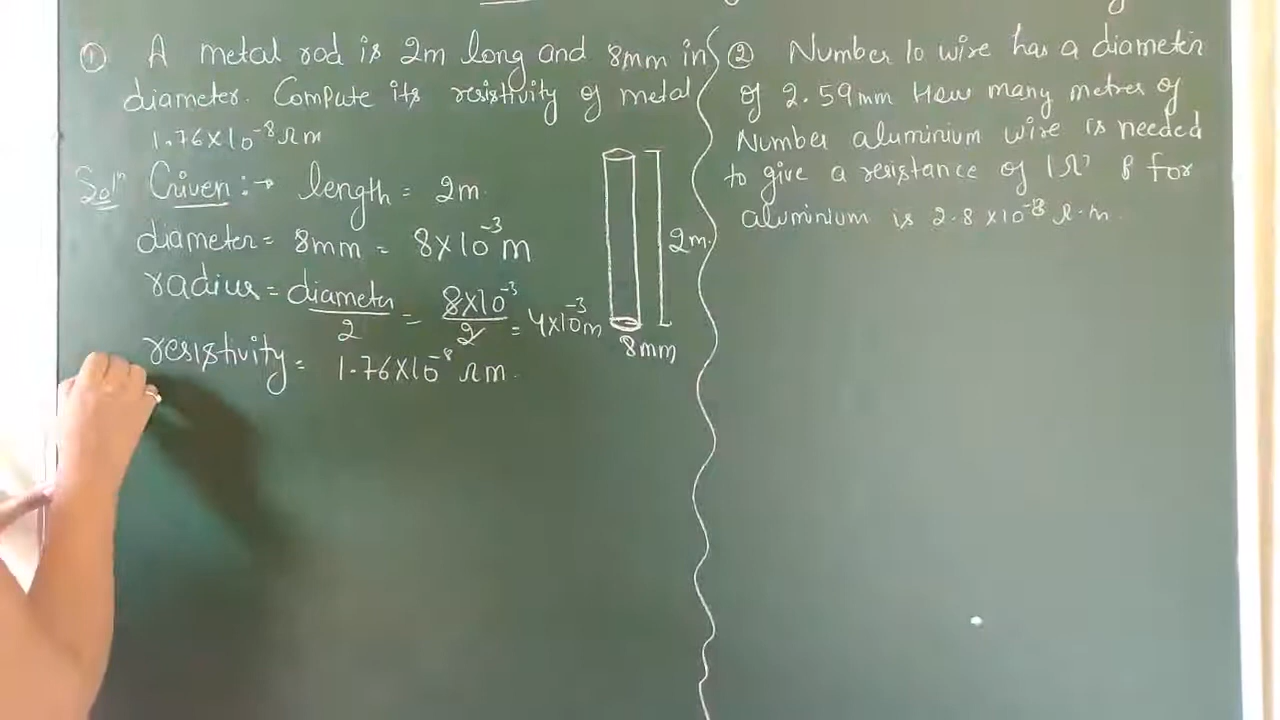 ① A metal rod is 2m long and 8mm in
diameter. Compute its resistivity of metal
1.76×10⁻⁸ Ωm
Solⁿ Given :→ length = 2m.
diameter = 8mm = 8×10⁻³ m
radius = diameter/2 = 8×10⁻³/2 = 4×10⁻³m
resistivity = 1.76×10⁻⁸ Ωm.
2m.
8mm
② Number 10 wire has a diameter
of 2.59mm How many metres of
Number aluminium wire is needed
to give a resistance of 1Ω? ρ for
aluminium is 2.8×10⁻⁸ Ω.m.